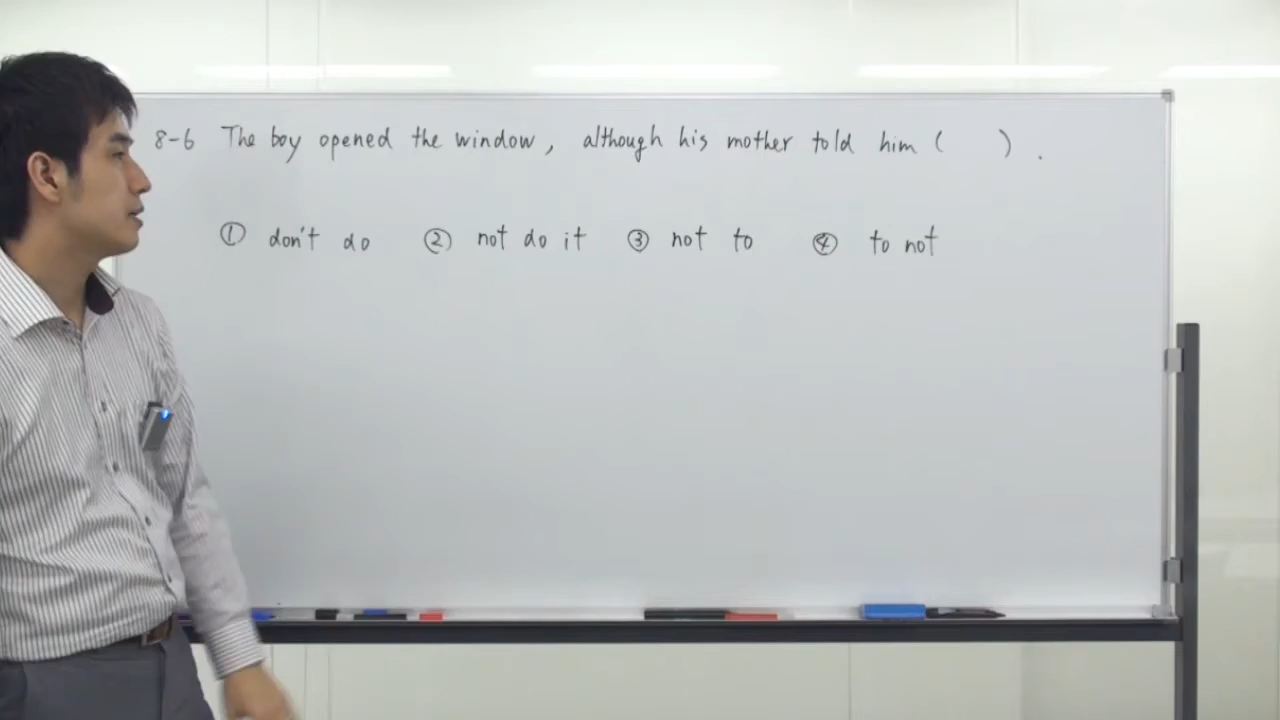 8-6 The boy opened the window, although his mother told him (    ).
① don't do ② not do it ③ not to ④ to not